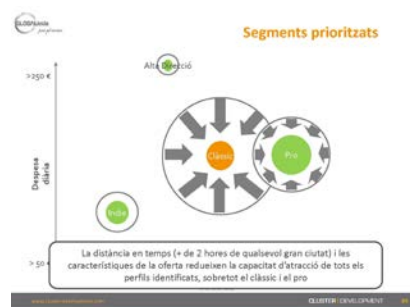 Segments prioritzats
>250 €
Alta Direcció
Despesa
diària
Clàssic
Pro
Indie
> 50 €
La distància en temps (+ de 2 hores de qualsevol gran ciutat) i les
característiques de la oferta redueixen la capacitat d'atracció de tots els
perfils identificats, sobretot el clàssic i el pro
CLUSTER DEVELOPMENT